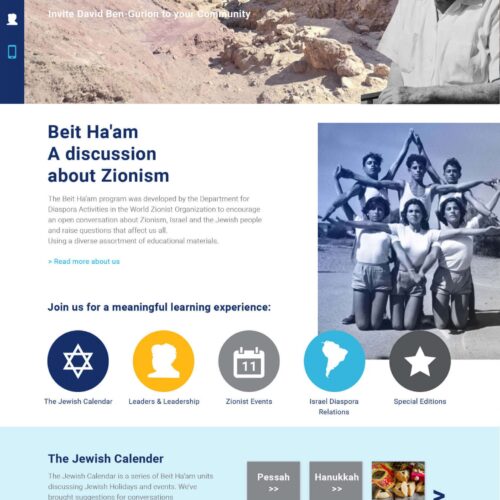 Invite David Ben-Gurion to your Community
Beit Ha'am
A discussion
about Zionism
The Beit Ha'am program was developed by the Department for
Diaspora Activities in the World Zionist Organization to encourage
an open conversation about Zionism, Israel and the Jewish people
and raise questions that affect us all.
Using a diverse assortment of educational materials.
> Read more about us
Join us for a meaningful learning experience:
11
The Jewish Calendar
Leaders & Leadership
Zionist Events
Israel Diaspora
Relations
Special Editions
The Jewish Calender
The Jewish Calendar is a series of Beit Ha'am units
discussing Jewish Holidays and events. We've
brought suggestions for conversations
Pessah
>>
Hanukkah
>>
>